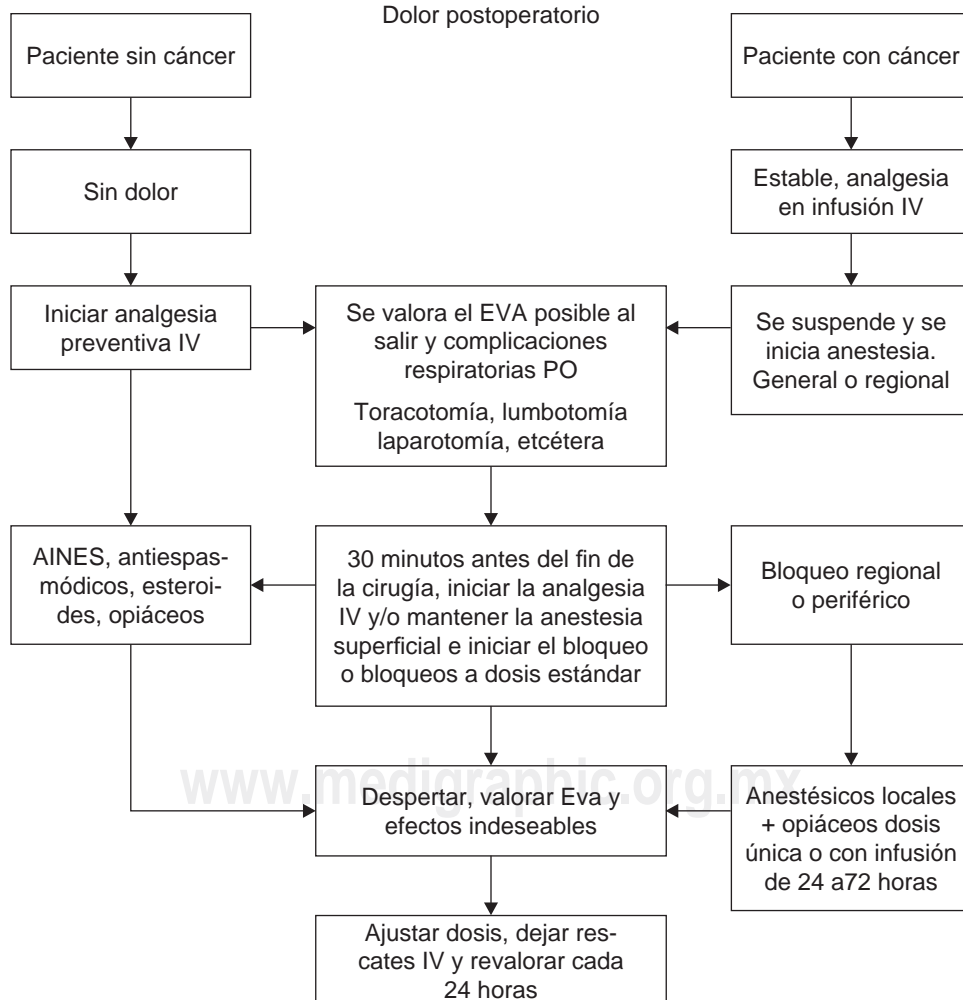 Dolor postoperatorio
Paciente sin cáncer
Paciente con cáncer
Sin dolor
Estable, analgesia
en infusión IV
Iniciar analgesia
preventiva IV
Se valora el EVA posible al
salir y complicaciones
respiratorias PO
Toracotomía, lumbotomía
laparotomía, etcétera
Se suspende y se
inicia anestesia.
General o regional
AINES, antiespas-
módicos, esteroi-
des, opiáceos
30 minutos antes del fin de
la cirugía, iniciar la analgesia
IV y/o mantener la anestesia
superficial e iniciar el bloqueo
o bloqueos a dosis estándar
Bloqueo regional
o periférico
www.medigraphic.org.mx
Despertar, valorar Eva y
efectos indeseables
Anestésicos locales
+ opiáceos dosis
única o con infusión
de 24 a72 horas
Ajustar dosis, dejar res-
cates IV y revalorar cada
24 horas